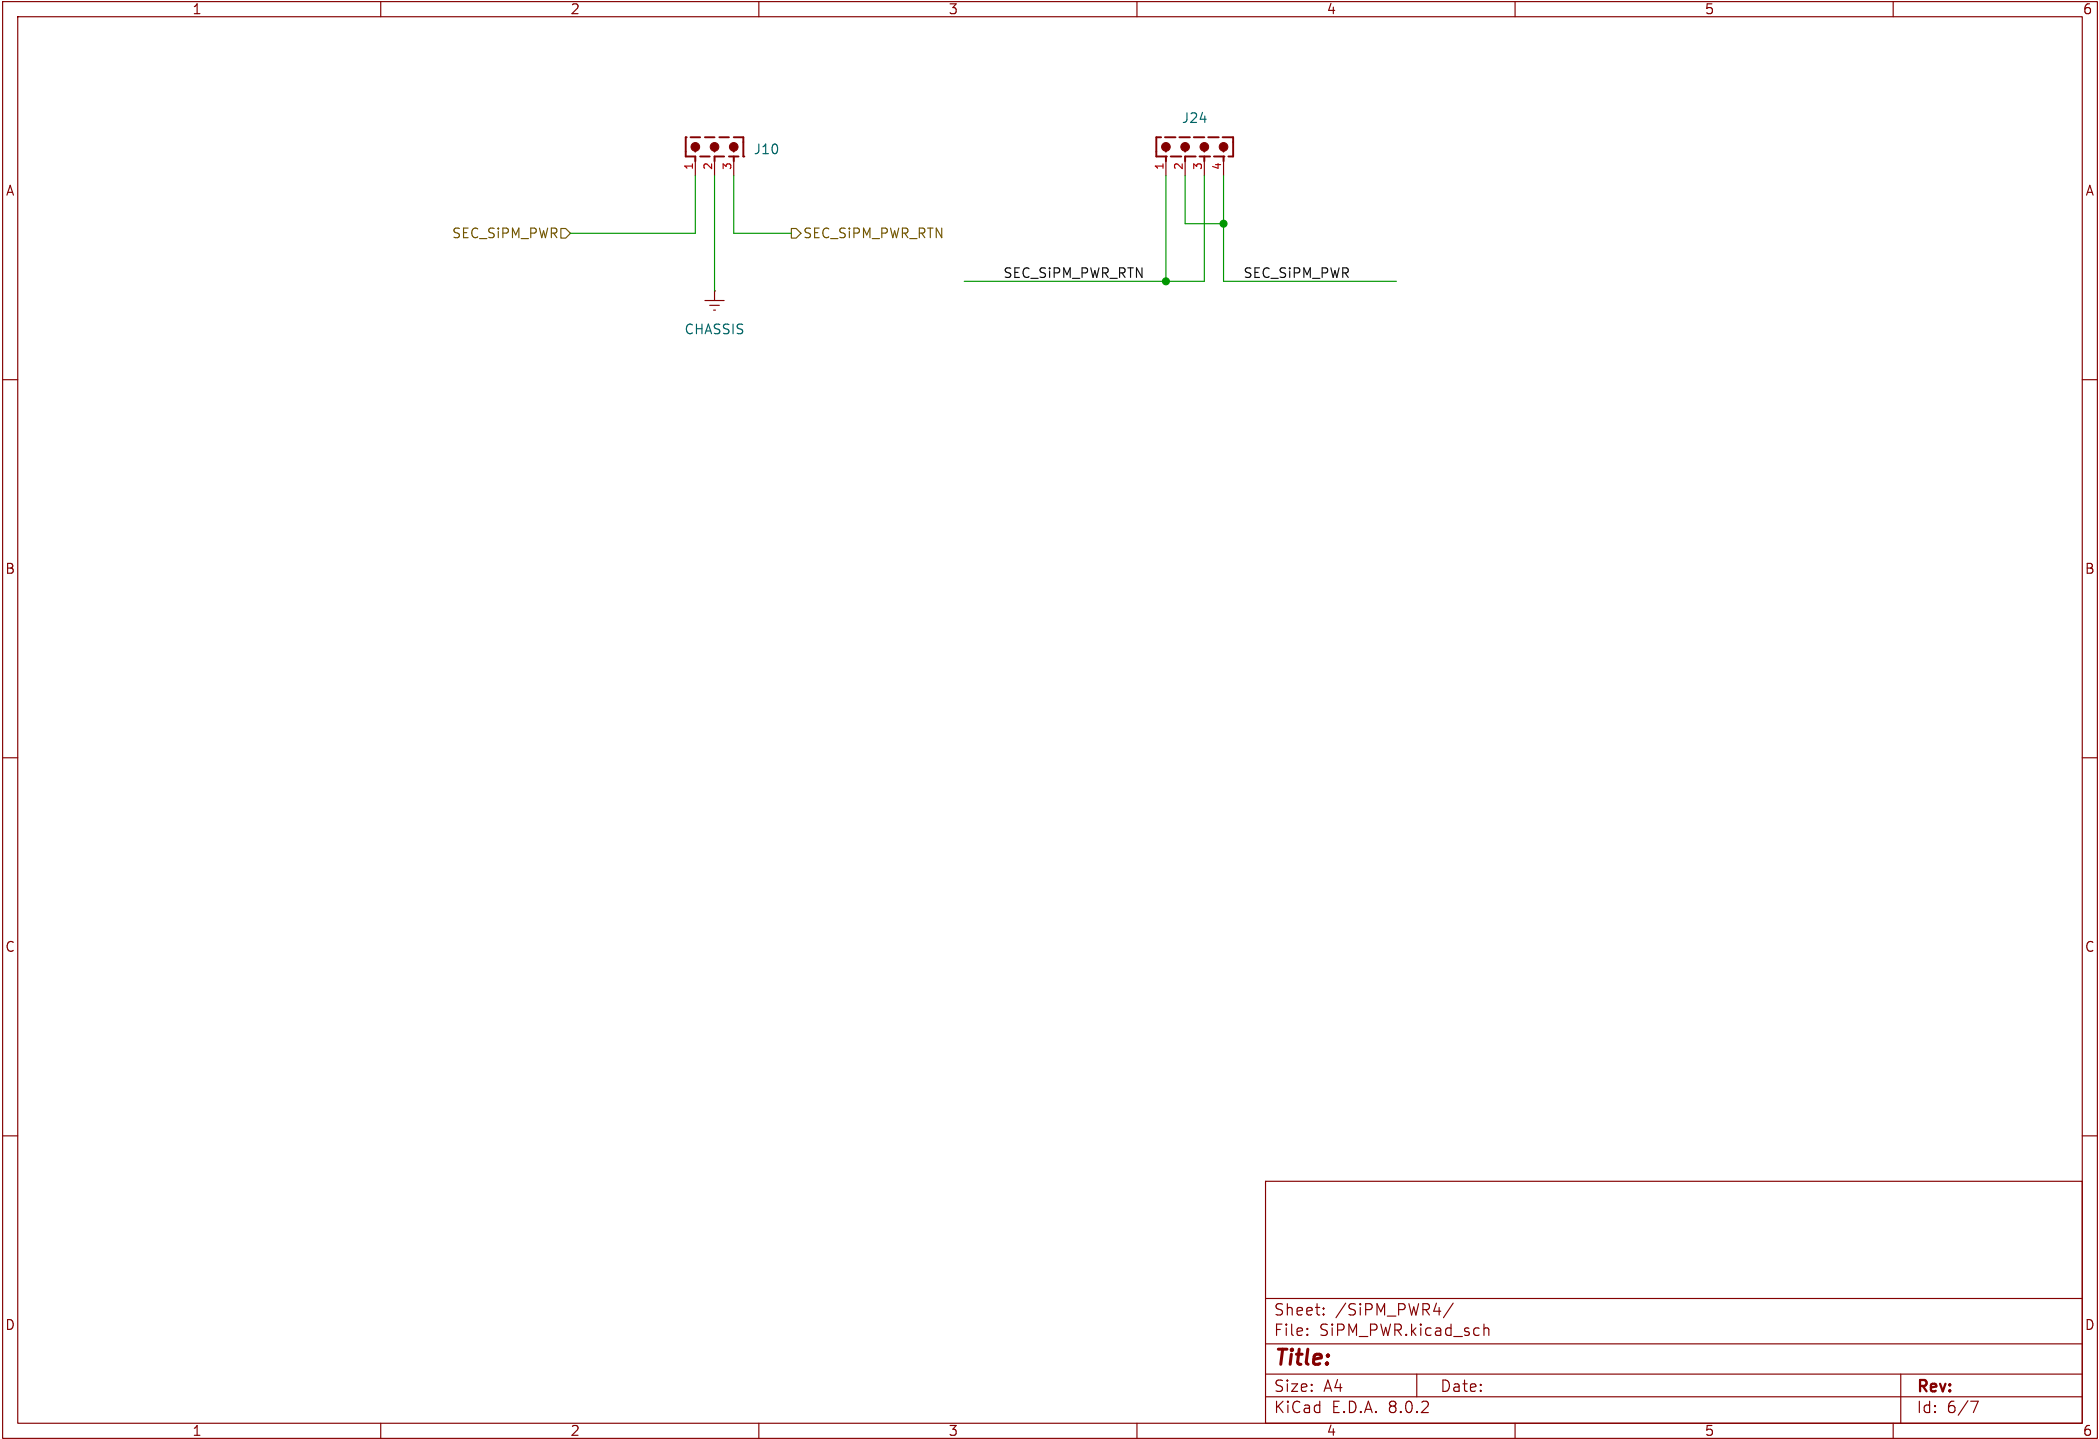 1 2 3 4 5 6
J24
J10
1 2 3
1 2 3 4
A A
SEC_SiPM_PWR
SEC_SiPM_PWR_RTN
SEC_SiPM_PWR_RTN
SEC_SiPM_PWR
CHASSIS
B B
C C
Sheet: /SiPM_PWR4/
D D
File: SiPM_PWR.kicad_sch
Title:
Size: A4 Date: Rev:
KiCad E.D.A. 8.0.2 Id: 6/7
1 2 3 4 5 6